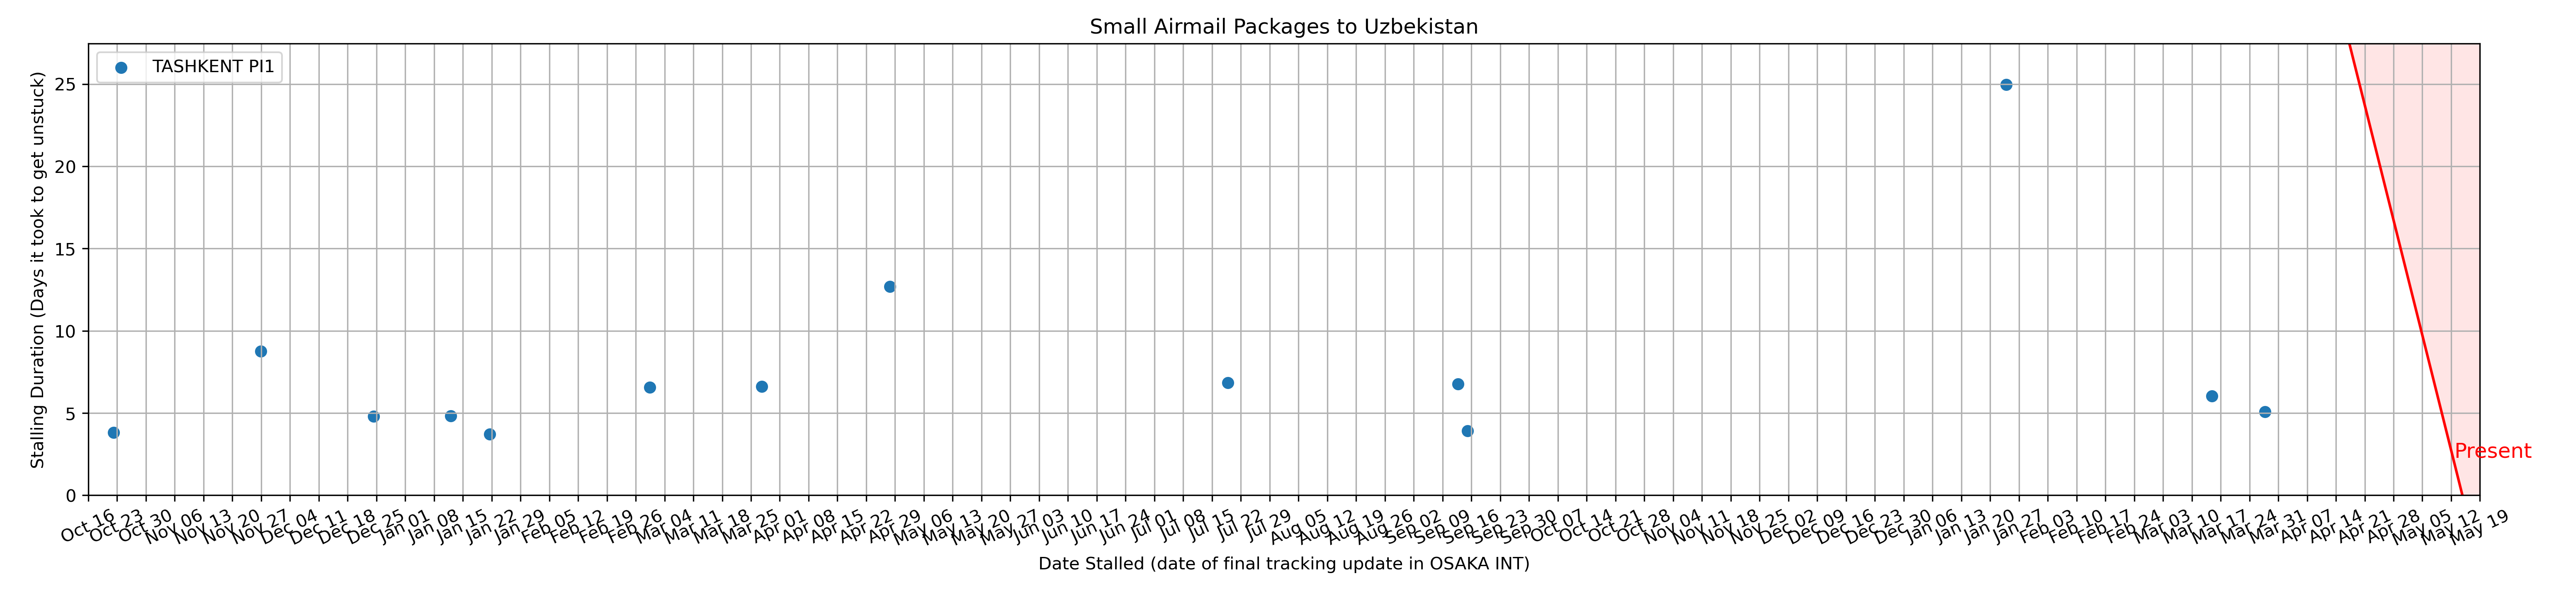 Small Airmail Packages to Uzbekistan
TASHKENT PI1
Stalling Duration (Days it took to get unstuck)
25
20
15
10
5
0
Present
Oct 16 Oct 23 Oct 30 Nov 06 Nov 13 Nov 20 Nov 27 Dec 04 Dec 11 Dec 18 Dec 25 Jan 01 Jan 08 Jan 15 Jan 22 Jan 29 Feb 05 Feb 12 Feb 19 Feb 26 Mar 04 Mar 11 Mar 18 Mar 25 Apr 01 Apr 08 Apr 15 Apr 22 Apr 29 May 06 May 13 May 20 May 27 Jun 03 Jun 10 Jun 17 Jun 24 Jul 01 Jul 08 Jul 15 Jul 22 Jul 29 Aug 05 Aug 12 Aug 19 Aug 26 Sep 02 Sep 09 Sep 16 Sep 23 Sep 30 Oct 07 Oct 14 Oct 21 Oct 28 Nov 04 Nov 11 Nov 18 Nov 25 Dec 02 Dec 09 Dec 16 Dec 23 Dec 30 Jan 06 Jan 13 Jan 20 Jan 27 Feb 03 Feb 10 Feb 17 Feb 24 Mar 03 Mar 10 Mar 17 Mar 24 Mar 31 Apr 07 Apr 14 Apr 21 Apr 28 May 05 May 12 May 19
Date Stalled (date of final tracking update in OSAKA INT)